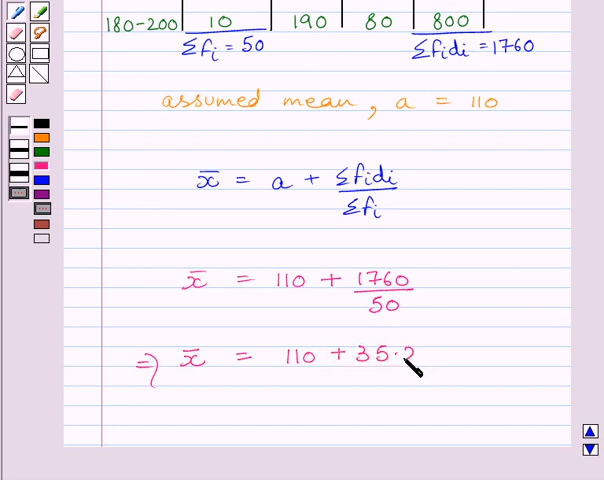 180-200 | 10 | 190 | 80 | 800
Σfi = 50 Σfidi = 1760
assumed mean, a = 110
x̄ = a + Σfidi / Σfi
x̄ = 110 + 1760 / 50
⇒ x̄ = 110 + 35.2